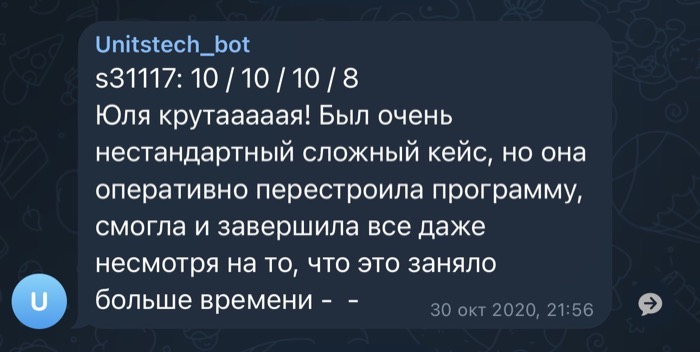 Unitstech_bot
s31117: 10 / 10 / 10 / 8
Юля крутааааая! Был очень
нестандартный сложный кейс, но она
оперативно перестроила программу,
смогла и завершила все даже
несмотря на то, что это заняло
больше времени - -
30 окт 2020, 21:56
U